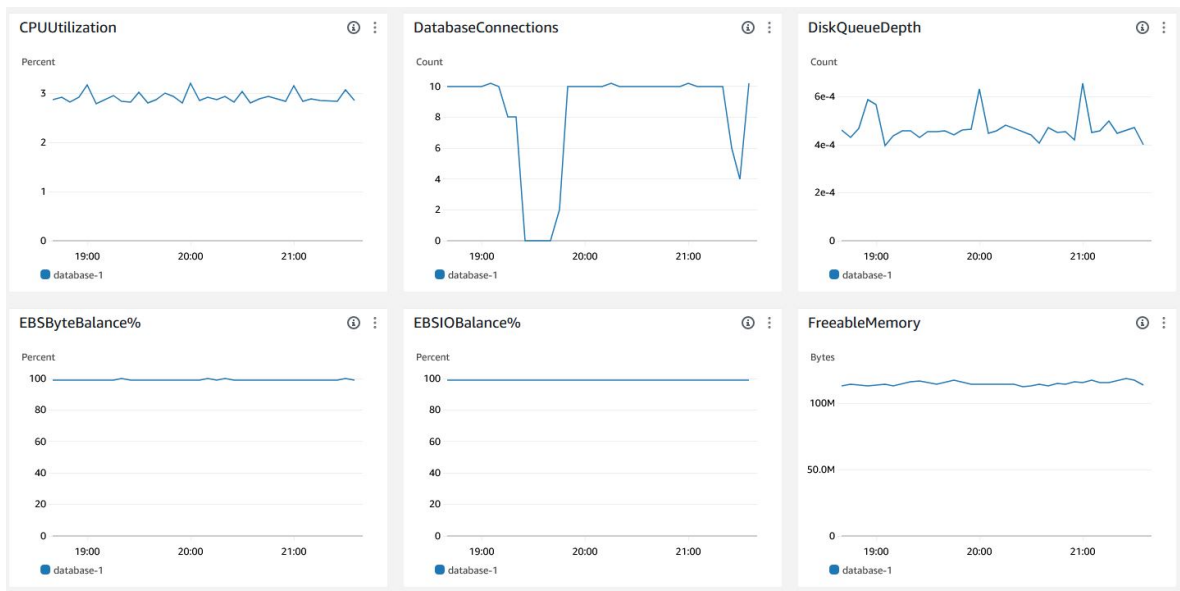 CPUUtilization
Percent
3
2
1
0
19:00 20:00 21:00
database-1
DatabaseConnections
Count
10
8
6
4
2
0
19:00 20:00 21:00
database-1
DiskQueueDepth
Count
6e-4
4e-4
2e-4
0
19:00 20:00 21:00
database-1
EBSByteBalance%
Percent
100
80
60
40
20
0
19:00 20:00 21:00
database-1
EBSIOBalance%
Percent
100
80
60
40
20
0
19:00 20:00 21:00
database-1
FreeableMemory
Bytes
100M
50.0M
0
19:00 20:00 21:00
database-1